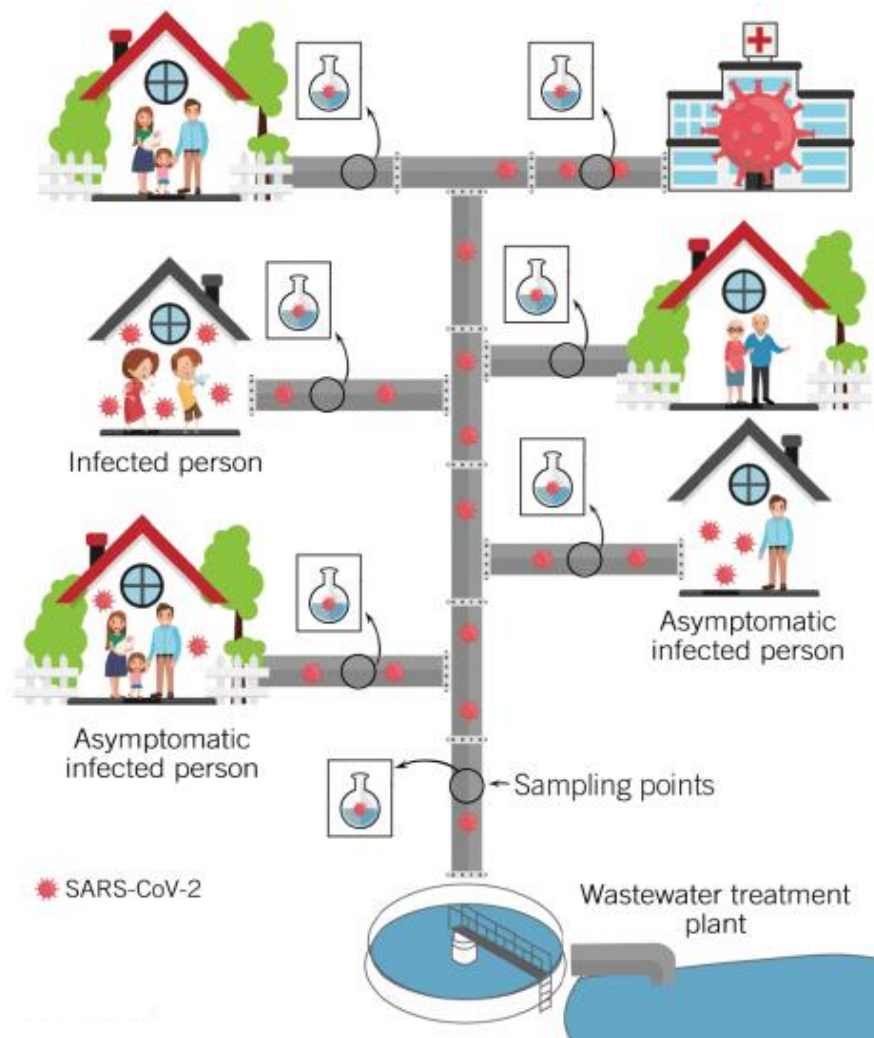 Infected person
Asymptomatic
infected person
Asymptomatic
infected person
Sampling points
SARS-CoV-2
Wastewater treatment
plant